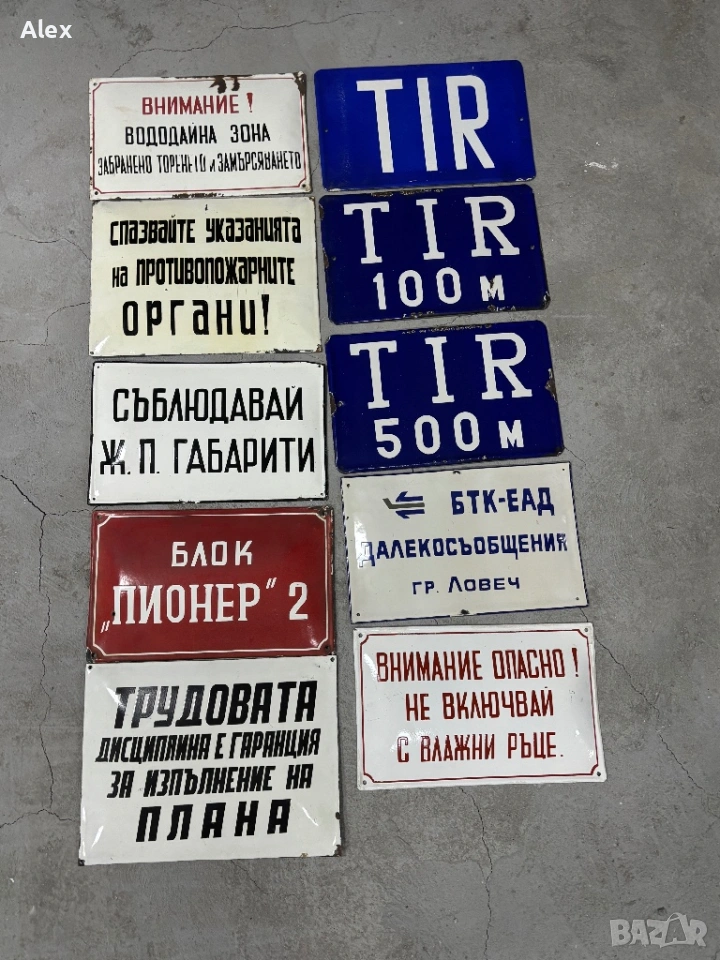 Alex
ВНИМАНИЕ!
ВОДОДАЙНА ЗОНА
ЗАБРАНЕНО ТОРЕНЕТО И ЗАМЪРСЯВАНЕТО
СПАЗВАЙТЕ УКАЗАНИЯТА
НА ПРОТИВОПОЖАРНИТЕ
ОРГАНИ!
СЪБЛЮДАВАЙ
Ж.П. ГАБАРИТИ
БЛОК
„ПИОНЕР" 2
ТРУДОВАТА
ДИСЦИПЛИНА Е ГАРАНЦИЯ
ЗА ИЗПЪЛНЕНИЕ НА
ПЛАНА
TIR
TIR
100 М
TIR
500 М
БТК-ЕАД
ДАЛЕКОСЪОБЩЕНИЯ
ГР. ЛОВЕЧ
ВНИМАНИЕ ОПАСНО!
НЕ ВКЛЮЧВАЙ
С ВЛАЖНИ РЪЦЕ.
BAZAR